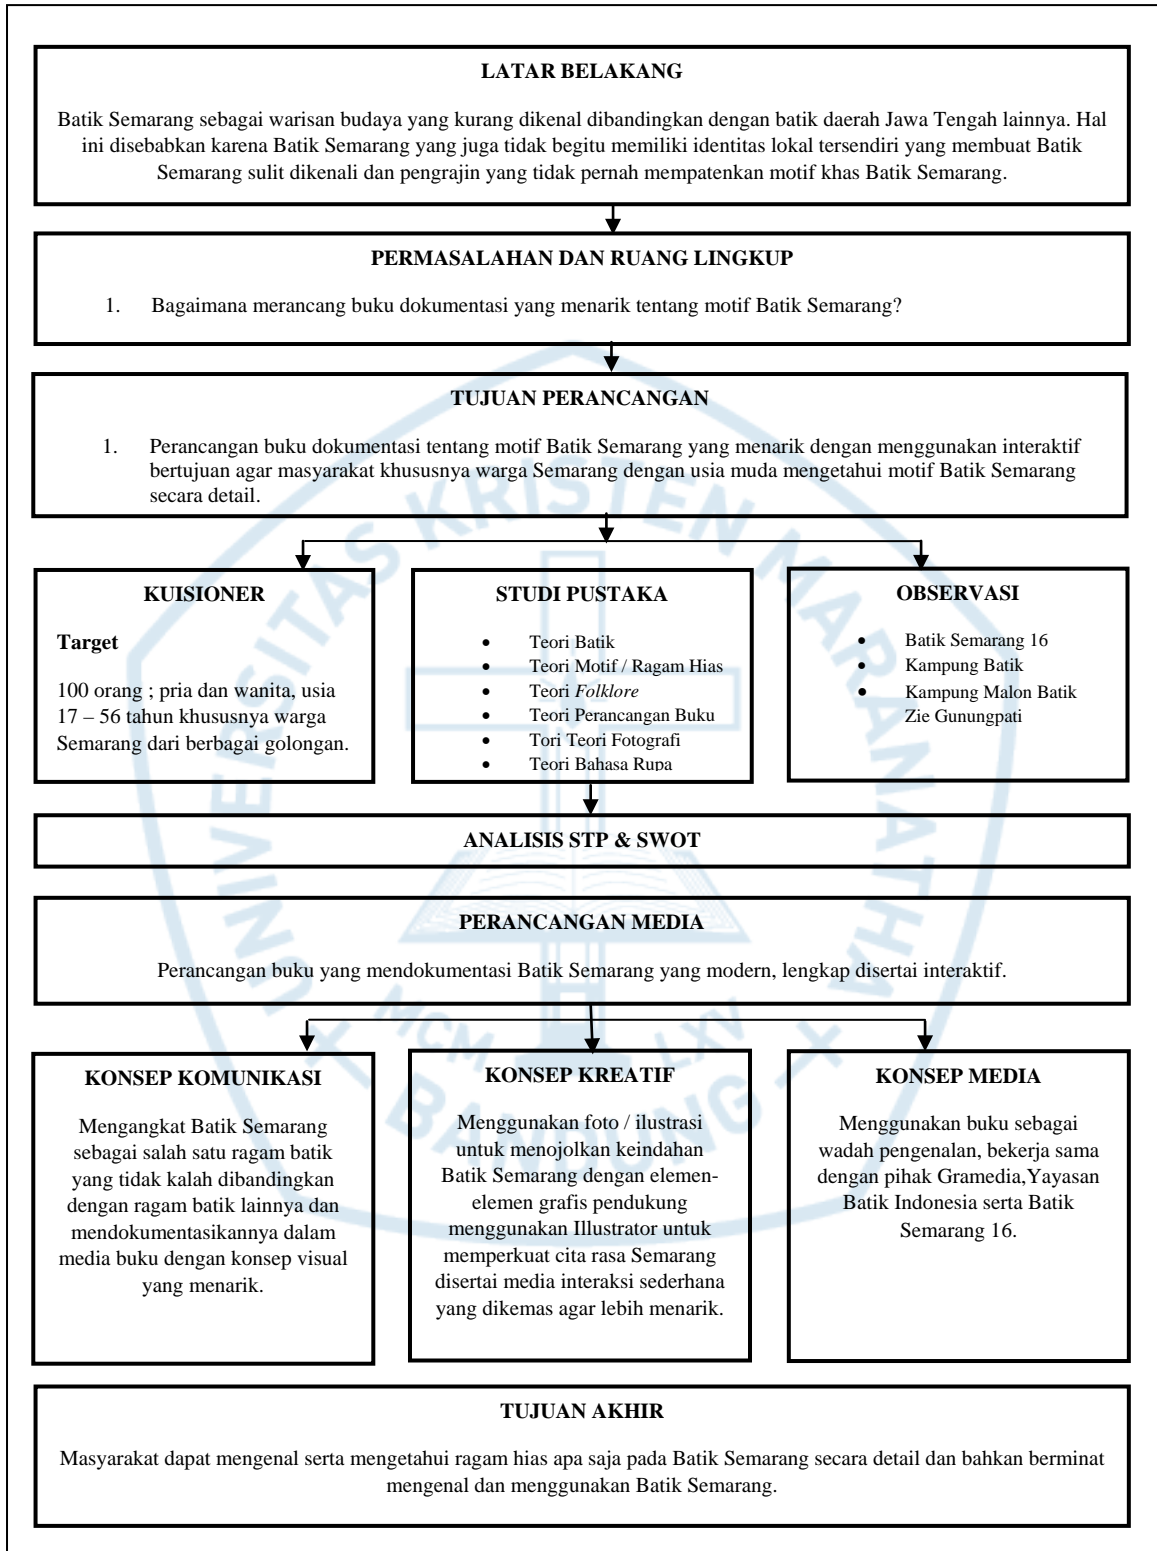 LATAR BELAKANG
Batik Semarang sebagai warisan budaya yang kurang dikenal dibandingkan dengan batik daerah Jawa Tengah lainnya. Hal
ini disebabkan karena Batik Semarang yang juga tidak begitu memiliki identitas lokal tersendiri yang membuat Batik
Semarang sulit dikenali dan pengrajin yang tidak pernah mempatenkan motif khas Batik Semarang.
PERMASALAHAN DAN RUANG LINGKUP
1. Bagaimana merancang buku dokumentasi yang menarik tentang motif Batik Semarang?
TUJUAN PERANCANGAN
1. Perancangan buku dokumentasi tentang motif Batik Semarang yang menarik dengan menggunakan interaktif
bertujuan agar masyarakat khususnya warga Semarang dengan usia muda mengetahui motif Batik Semarang
secara detail.
KUISIONER
Target
100 orang ; pria dan wanita, usia
17 – 56 tahun khususnya warga
Semarang dari berbagai golongan.
STUDI PUSTAKA
• Teori Batik
• Teori Motif / Ragam Hias
• Teori Folklore
• Teori Perancangan Buku
• Tori Teori Fotografi
• Teori Bahasa Rupa
OBSERVASI
• Batik Semarang 16
• Kampung Batik
• Kampung Malon Batik
Zie Gunungpati
ANALISIS STP & SWOT
PERANCANGAN MEDIA
Perancangan buku yang mendokumentasi Batik Semarang yang modern, lengkap disertai interaktif.
KONSEP KOMUNIKASI
Mengangkat Batik Semarang
sebagai salah satu ragam batik
yang tidak kalah dibandingkan
dengan ragam batik lainnya dan
mendokumentasikannya dalam
media buku dengan konsep visual
yang menarik.
KONSEP KREATIF
Menggunakan foto / ilustrasi
untuk menojolkan keindahan
Batik Semarang dengan elemen-
elemen grafis pendukung
menggunakan Illustrator untuk
memperkuat cita rasa Semarang
disertai media interaksi sederhana
yang dikemas agar lebih menarik.
KONSEP MEDIA
Menggunakan buku sebagai
wadah pengenalan, bekerja sama
dengan pihak Gramedia,Yayasan
Batik Indonesia serta Batik
Semarang 16.
TUJUAN AKHIR
Masyarakat dapat mengenal serta mengetahui ragam hias apa saja pada Batik Semarang secara detail dan bahkan berminat
mengenal dan menggunakan Batik Semarang.
UNIVERSITAS KRISTEN MARANATHA
MCM LXV
BANDUNG